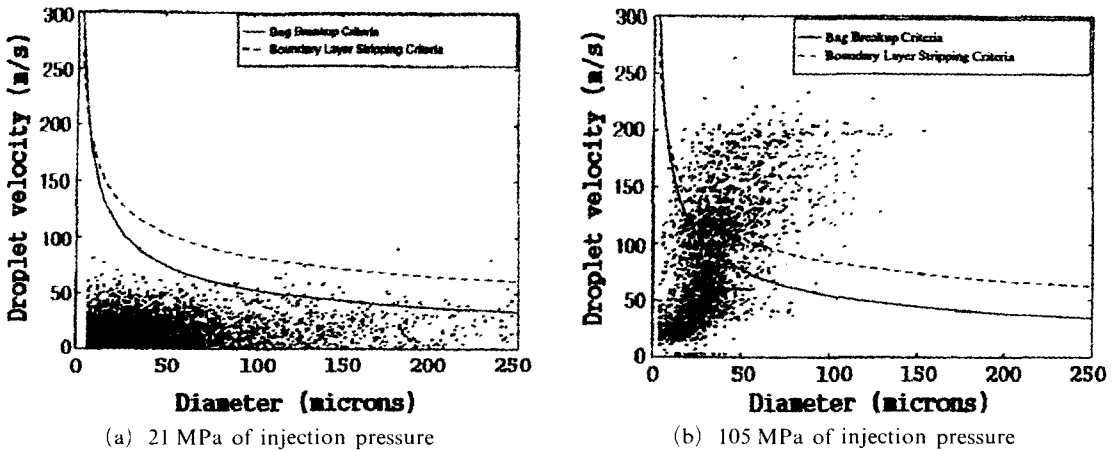 Bag Breakup Criteria
Boundary Layer Stripping Criteria
Droplet velocity (m/s)
300
250
200
150
100
50
0
0 50 100 150 200 250
Diameter (microns)
(a) 21 MPa of injection pressure
Bag Breakup Criteria
Boundary Layer Stripping Criteria
Droplet velocity (m/s)
300
250
200
150
100
50
0
0 50 100 150 200 250
Diameter (microns)
(b) 105 MPa of injection pressure